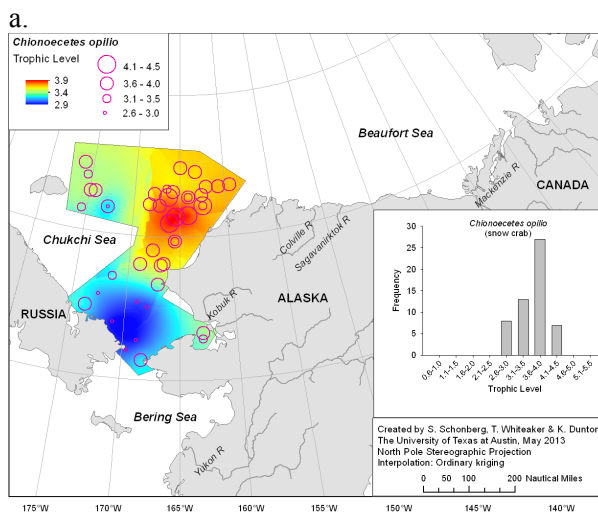 a.
Chionoecetes opilio
Trophic Level
3.9
3.4
2.9
4.1 - 4.5
3.6 - 4.0
3.1 - 3.5
2.6 - 3.0
Beaufort Sea
Mackenzie R
CANADA
Chukchi Sea
Colville R
Sagavanirktok R
Kobuk R
ALASKA
RUSSIA
Bering Sea
Yukon R
Chionoecetes opilio
(snow crab)
Frequency
30
25
20
15
10
5
0
0.6-1.0
1.1-1.5
1.6-2.0
2.1-2.5
2.6-3.0
3.1-3.5
3.6-4.0
4.1-4.5
4.6-5.0
5.1-5.5
Trophic Level
Created by S. Schonberg, T. Whiteaker & K. Dunton
The University of Texas at Austin, May 2013
North Pole Stereographic Projection
Interpolation: Ordinary kriging
0 50 100 200 Nautical Miles
175°W 170°W 165°W 160°W 155°W 150°W 145°W 140°W